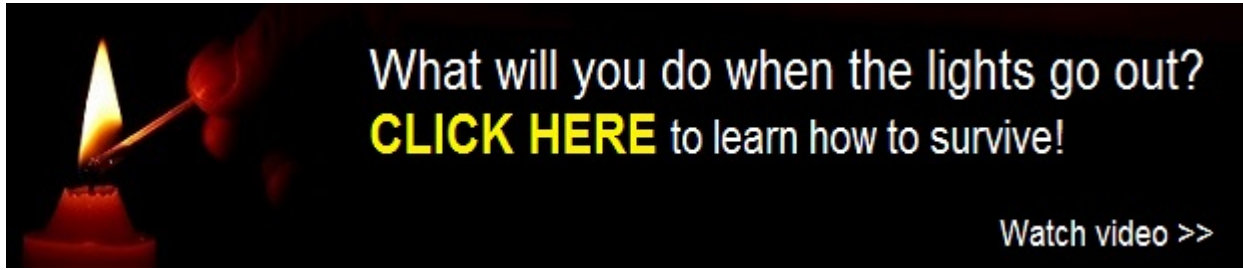 What will you do when the lights go out?
CLICK HERE to learn how to survive!
Watch video >>